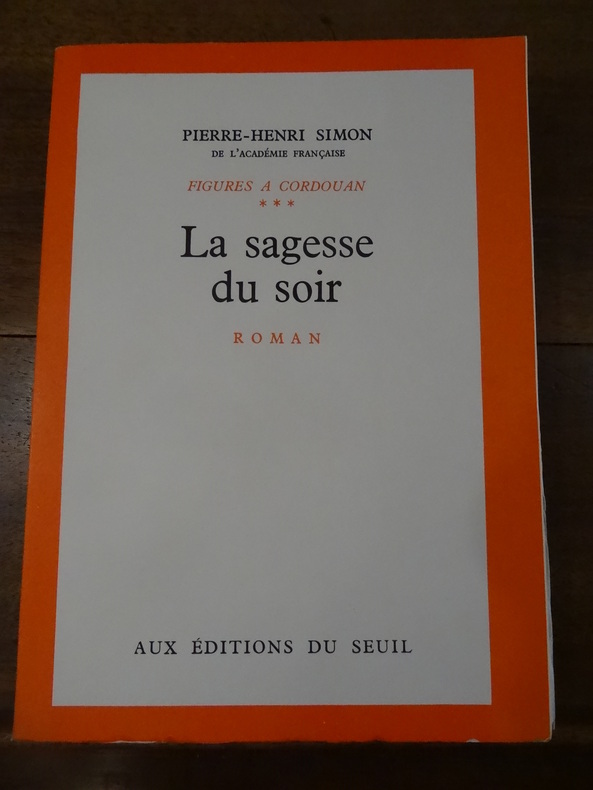 PIERRE-HENRI SIMON
DE L'ACADÉMIE FRANÇAISE
FIGURES A CORDOUAN
***
La sagesse
du soir
ROMAN
AUX ÉDITIONS DU SEUIL